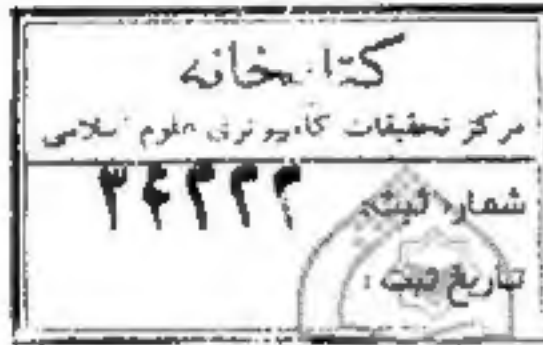 کتابخانه
مرکز تحقیقات کامپیوتری علوم اسلامی
شماره ثبت:
تاریخ ثبت: